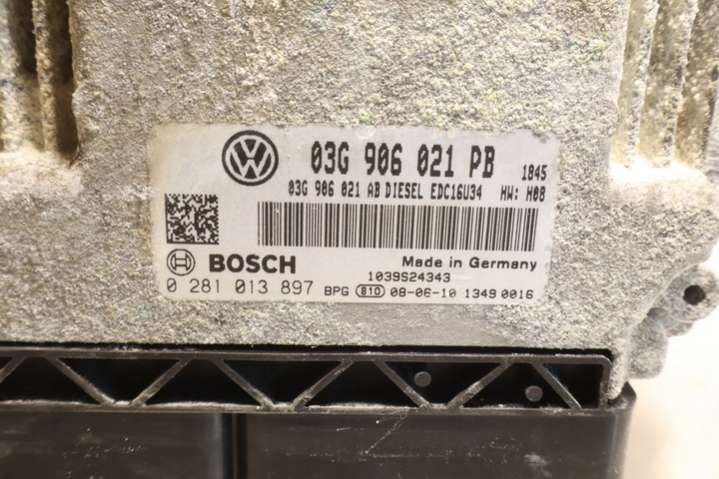 03G 906 021 PB 1845
03G 906 021 AB DIESEL EDC16U34 HW: H08
Made in Germany
BOSCH
1039S24343
0 281 013 897 BPG 810 08-06-10 1349 0016